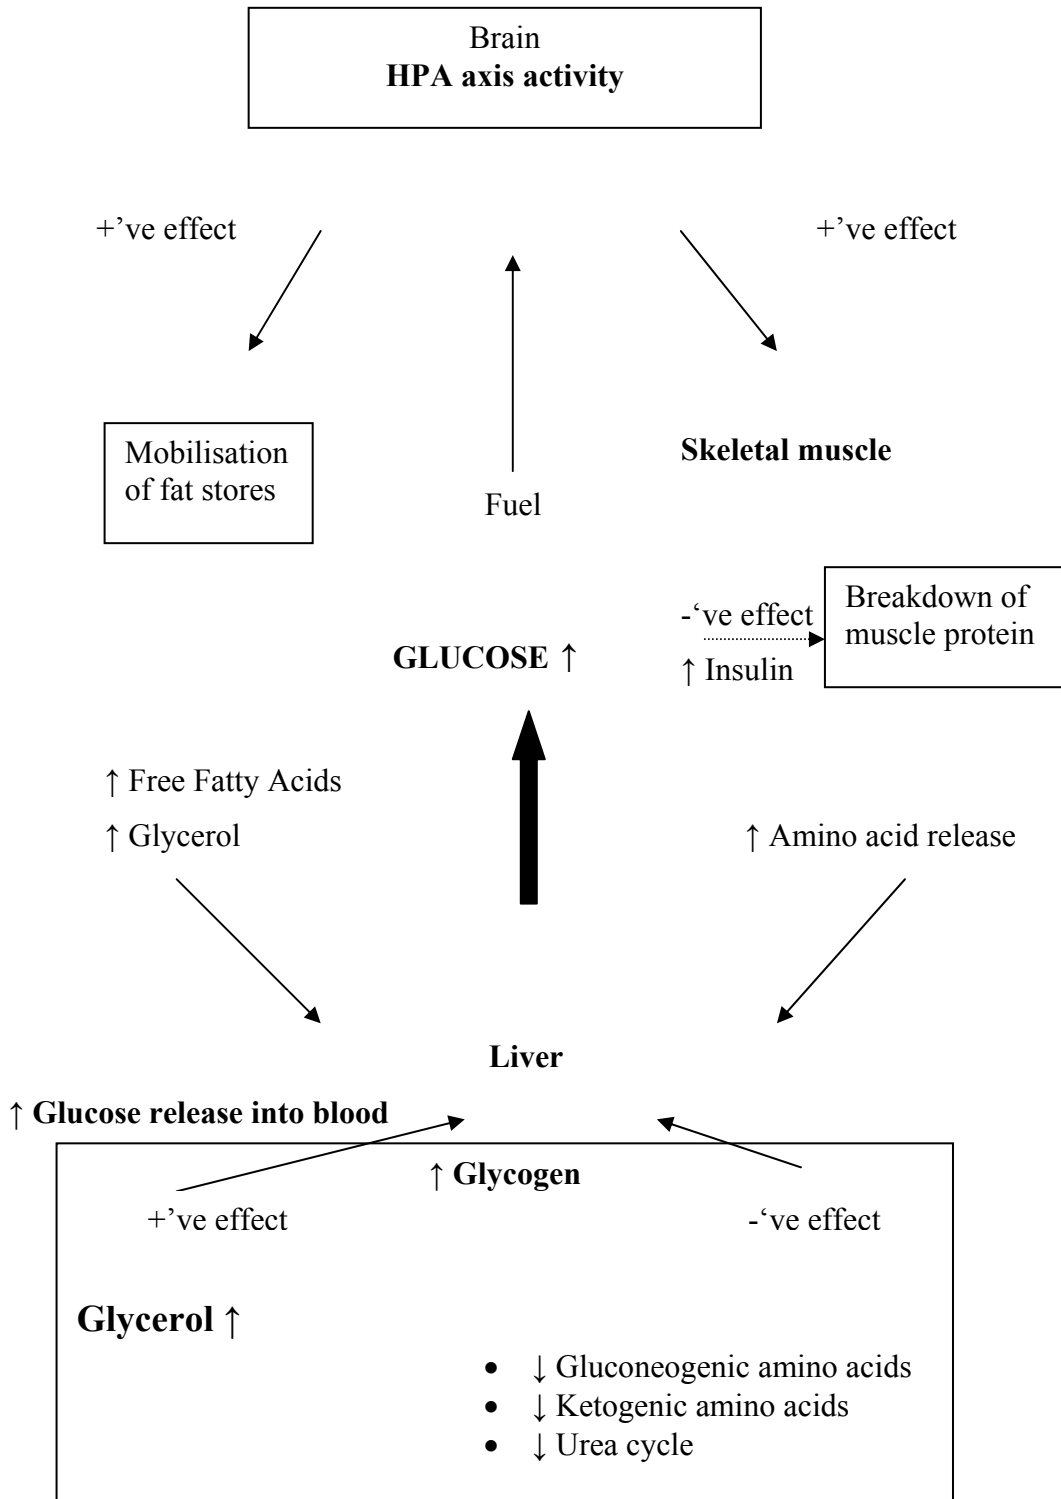 Brain
HPA axis activity
+’ve effect
+’ve effect
Mobilisation
of fat stores
Skeletal muscle
Fuel
-‘ve effect
↑ Insulin
Breakdown of
muscle protein
GLUCOSE ↑
↑ Free Fatty Acids
↑ Glycerol
↑ Amino acid release
Liver
↑ Glucose release into blood
↑ Glycogen
+’ve effect
-‘ve effect
Glycerol ↑
• ↓ Gluconeogenic amino acids
• ↓ Ketogenic amino acids
• ↓ Urea cycle